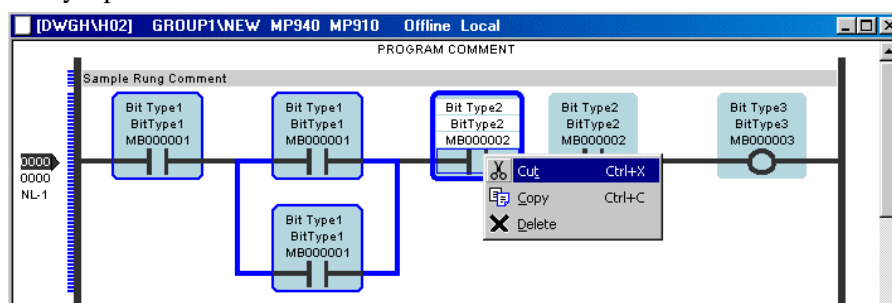 [DWGH\H02] GROUP1\NEW MP940 MP910 Offline Local
PROGRAM COMMENT
Sample Rung Comment
Bit Type1
BitType1
MB000001
Bit Type1
BitType1
MB000001
Bit Type2
BitType2
MB000002
Bit Type2
BitType2
MB000002
Bit Type3
BitType3
MB000003
0000
0000
NL-1
Cut Ctrl+X
Copy Ctrl+C
Delete
Bit Type1
BitType1
MB000001